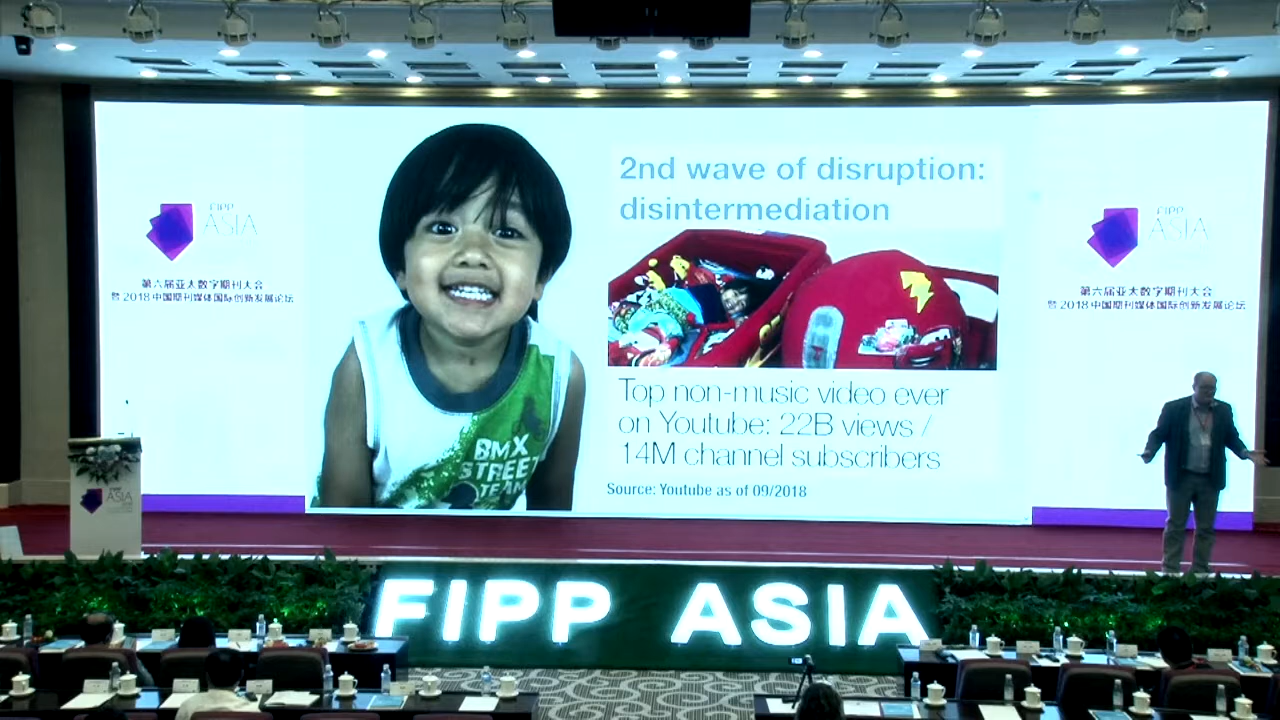 2nd wave of disruption:
disintermediation
Top non-music video ever
on Youtube: 22B views /
14M channel subscribers
Source: Youtube as of 09/2018
BMX
STREET
TEAM
FIPP
ASIA
第六届亚太数字期刊大会
暨2018中国期刊媒体国际创新发展论坛
FIPP
ASIA
第六届亚太数字期刊大会
暨2018中国期刊媒体国际创新发展论坛
ASIA
FIPP ASIA